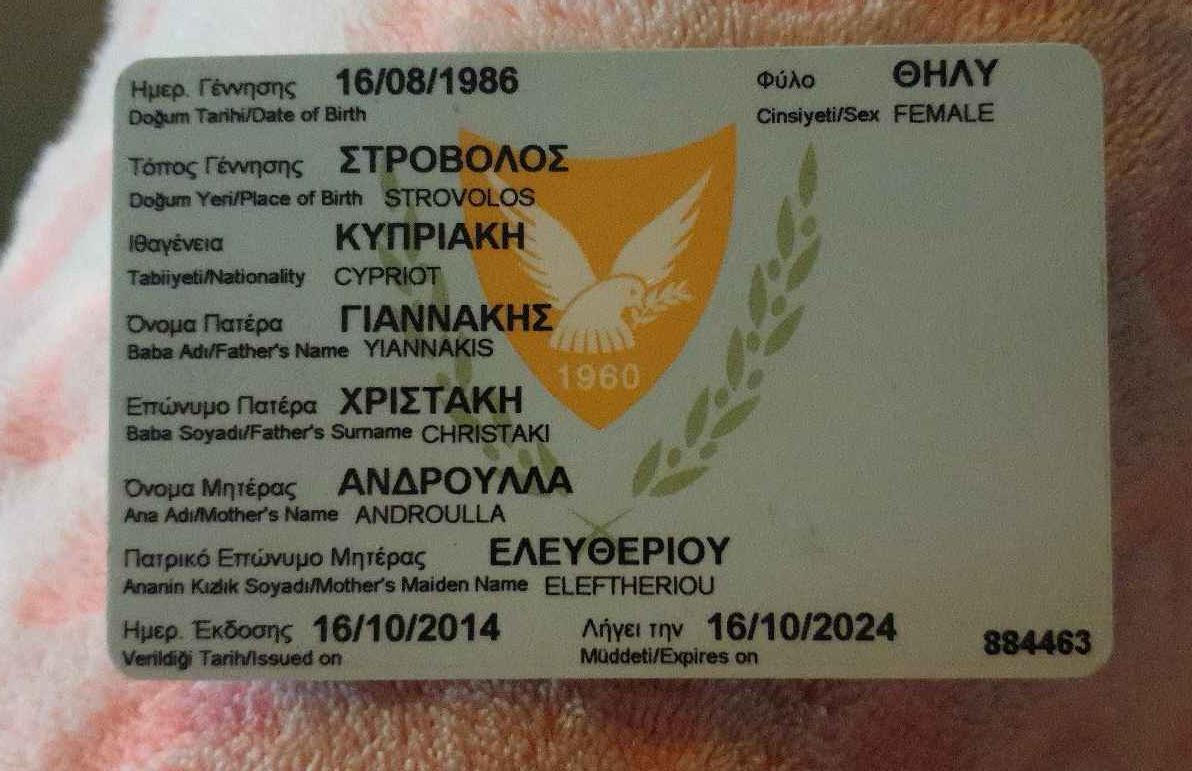 Ημερ. Γέννησης 16/08/1986 Φύλο ΘΗΛΥ
Doğum Tarihi/Date of Birth Cinsiyeti/Sex FEMALE
Τόπος Γέννησης ΣΤΡΟΒΟΛΟΣ
Doğum Yeri/Place of Birth STROVOLOS
Ιθαγένεια ΚΥΠΡΙΑΚΗ
Tabiiyeti/Nationality CYPRIOT
Όνομα Πατέρα ΓΙΑΝΝΑΚΗΣ
Baba Adı/Father's Name YIANNAKIS
1960
Επώνυμο Πατέρα ΧΡΙΣΤΑΚΗ
Baba Soyadı/Father's Surname CHRISTAKI
Όνομα Μητέρας ΑΝΔΡΟΥΛΛΑ
Ana Adı/Mother's Name ANDROULLA
Πατρικό Επώνυμο Μητέρας ΕΛΕΥΘΕΡΙΟΥ
Ananin Kızlık Soyadı/Mother's Maiden Name ELEFTHERIOU
Ημερ. Έκδοσης 16/10/2014 Λήγει την 16/10/2024 884463
Verildiği Tarih/Issued on Müddeti/Expires on